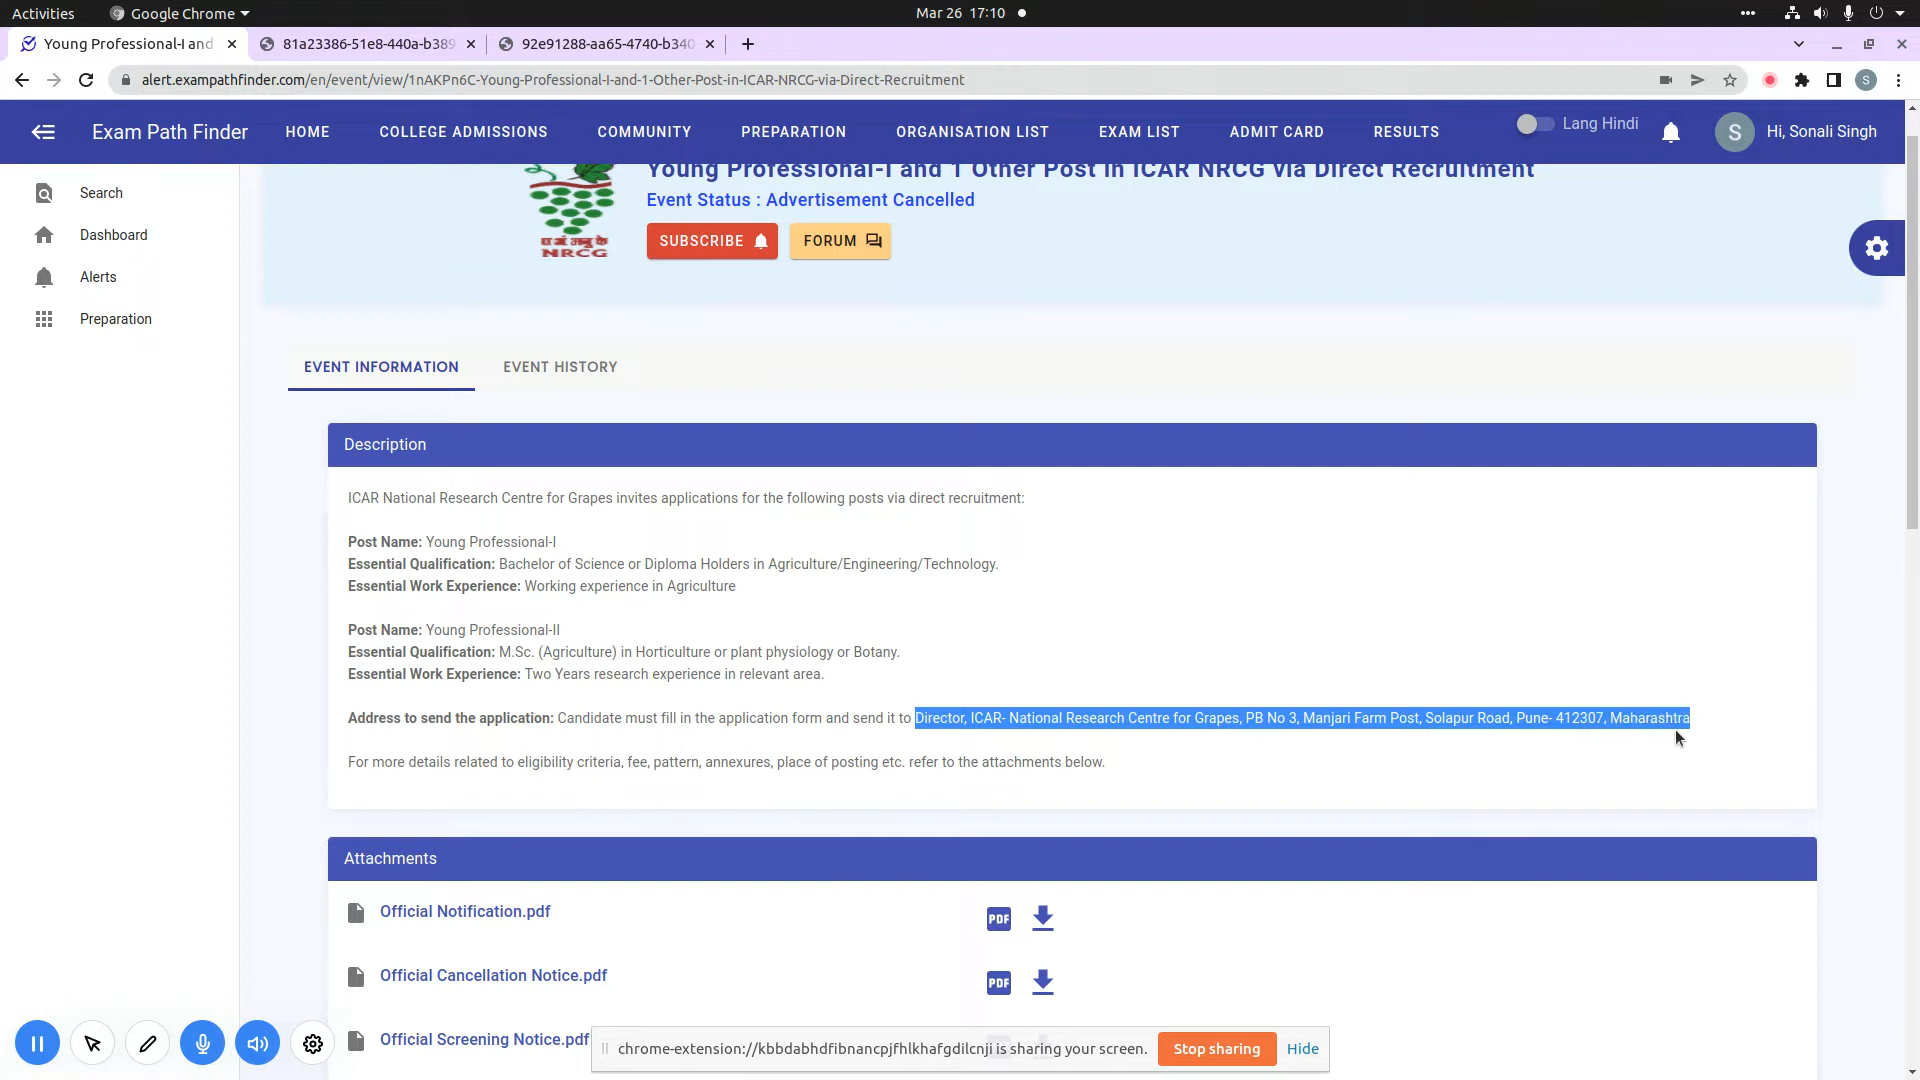 Activities
Google Chrome
Mar 26 17:10
Young Professional-I and
81a23386-51e8-440a-b389
92e91288-aa65-4740-b340
alert.exampathfinder.com/en/event/view/1nAKPn6C-Young-Professional-I-and-1-Other-Post-in-ICAR-NRCG-via-Direct-Recruitment
S
Exam Path Finder
HOME
COLLEGE ADMISSIONS
COMMUNITY
PREPARATION
ORGANISATION LIST
EXAM LIST
ADMIT CARD
RESULTS
Lang Hindi
S
Hi, Sonali Singh
Search
Dashboard
Alerts
Preparation
NRCG
Young Professional-I and 1 Other Post in ICAR NRCG via Direct Recruitment
Event Status : Advertisement Cancelled
SUBSCRIBE
FORUM
EVENT INFORMATION
EVENT HISTORY
Description
ICAR National Research Centre for Grapes invites applications for the following posts via direct recruitment:
Post Name: Young Professional-I
Essential Qualification: Bachelor of Science or Diploma Holders in Agriculture/Engineering/Technology.
Essential Work Experience: Working experience in Agriculture
Post Name: Young Professional-II
Essential Qualification: M.Sc. (Agriculture) in Horticulture or plant physiology or Botany.
Essential Work Experience: Two Years research experience in relevant area.
Address to send the application: Candidate must fill in the application form and send it to Director, ICAR- National Research Centre for Grapes, PB No 3, Manjari Farm Post, Solapur Road, Pune- 412307, Maharashtra
For more details related to eligibility criteria, fee, pattern, annexures, place of posting etc. refer to the attachments below.
Attachments
Official Notification.pdf
PDF
Official Cancellation Notice.pdf
PDF
Official Screening Notice.pdf
chrome-extension://kbbdabhdfibnancpjfhlkhafgdilcnji is sharing your screen.
Stop sharing
Hide